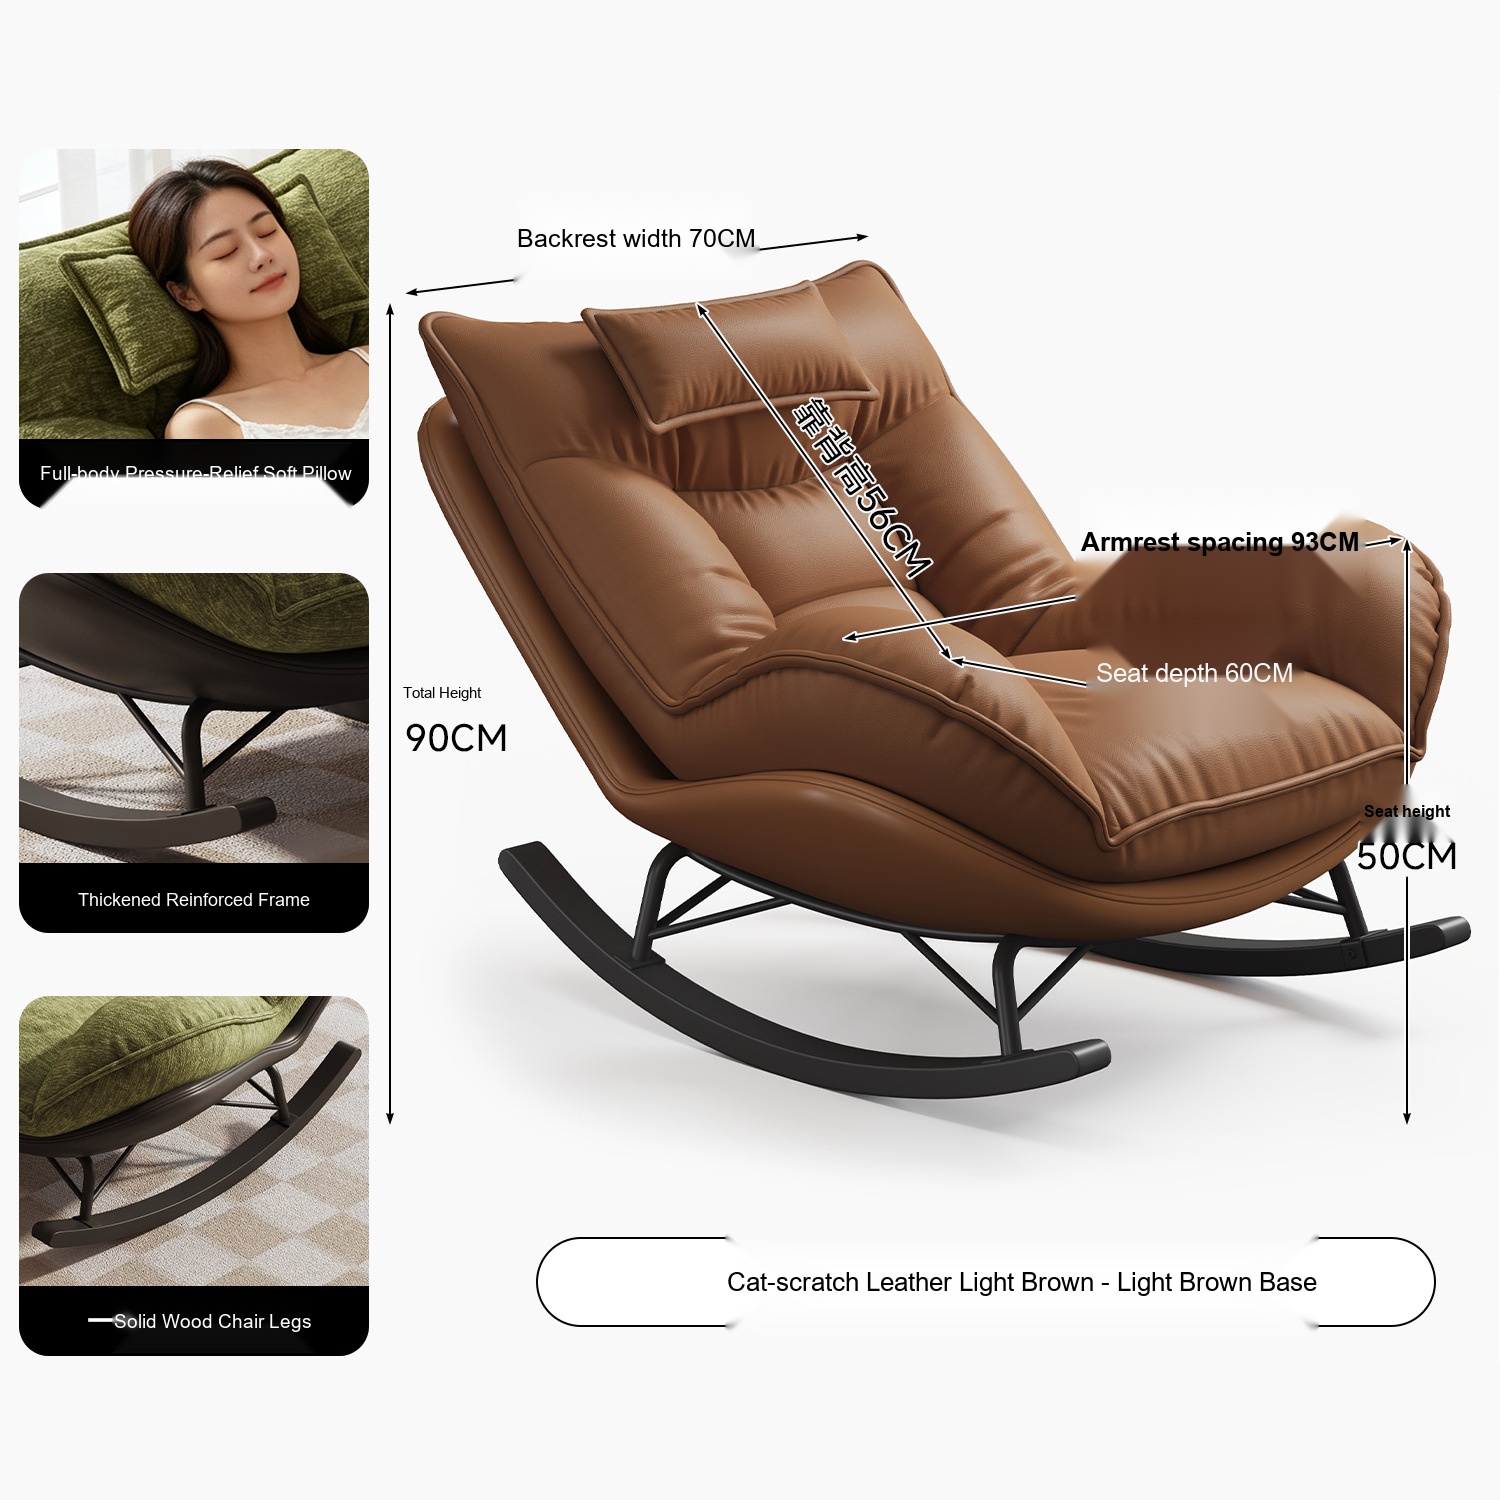 Backrest width 70CM
靠背高56CM
Full-body Pressure-Relief Soft Pillow
Armrest spacing 93CM
Seat depth 60CM
Total Height
90CM
Seat height
50CM
Thickened Reinforced Frame
Cat-scratch Leather Light Brown - Light Brown Base
Solid Wood Chair Legs